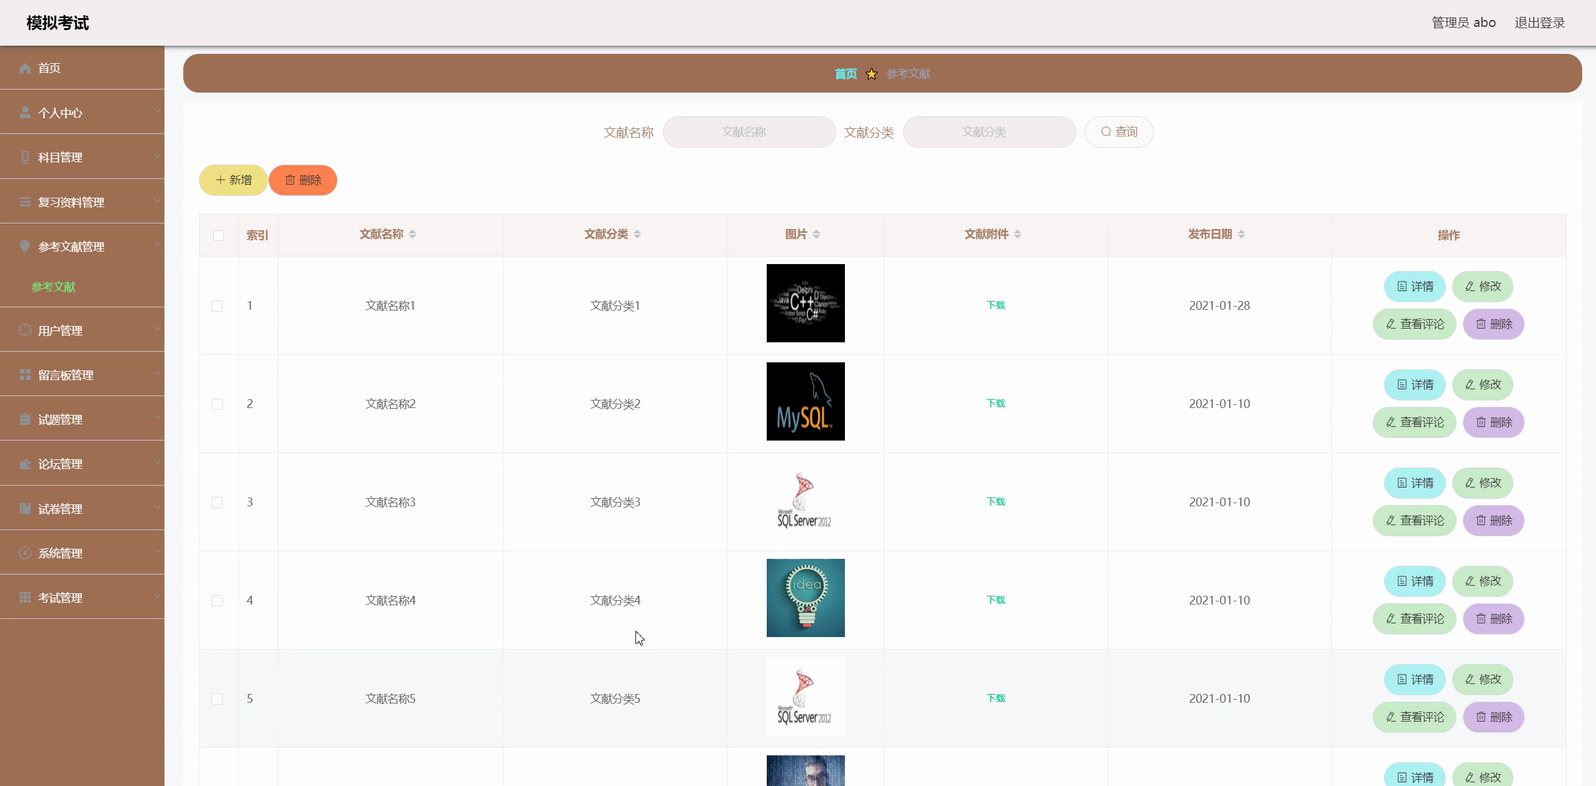 模拟考试
管理员 abo 退出登录
首页
个人中心
科目管理
复习资料管理
参考文献管理
参考文献
用户管理
留言板管理
试题管理
论坛管理
试卷管理
系统管理
考试管理
首页 参考文献
文献名称 文献名称 文献分类 文献分类 查询
新增 删除
索引 文献名称 文献分类 图片 文献附件 发布日期 操作
1 文献名称1 文献分类1 下载 2021-01-28 详情 修改
查看评论 删除
Delphi
Java C++ D
C#
2 文献名称2 文献分类2 下载 2021-01-10 详情 修改
查看评论 删除
MySQL
3 文献名称3 文献分类3 下载 2021-01-10 详情 修改
查看评论 删除
Microsoft
SQL Server 2012
4 文献名称4 文献分类4 下载 2021-01-10 详情 修改
查看评论 删除
idea
5 文献名称5 文献分类5 下载 2021-01-10 详情 修改
查看评论 删除
Microsoft
SQL Server 2012
详情 修改